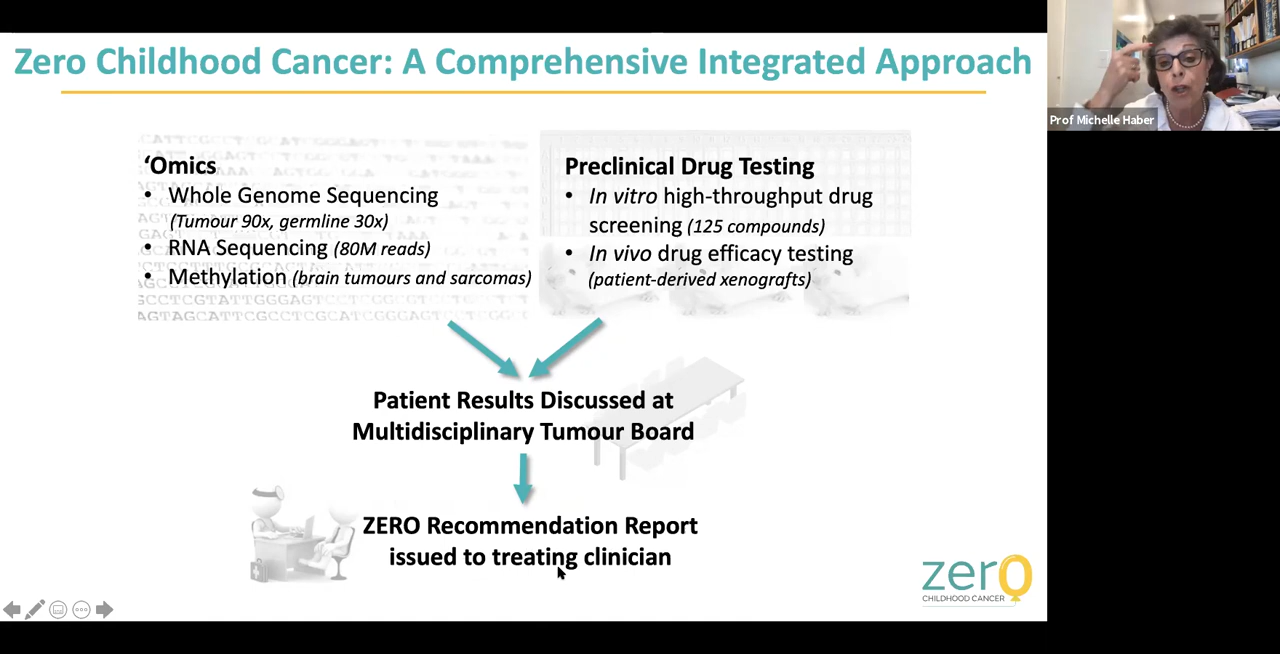 Zero Childhood Cancer: A Comprehensive Integrated Approach
Prof Michelle Haber
‘Omics
• Whole Genome Sequencing
(Tumour 90x, germline 30x)
• RNA Sequencing (80M reads)
• Methylation (brain tumours and sarcomas)
Preclinical Drug Testing
• In vitro high-throughput drug
screening (125 compounds)
• In vivo drug efficacy testing
(patient-derived xenografts)
Patient Results Discussed at
Multidisciplinary Tumour Board
ZERO Recommendation Report
issued to treating clinician
zero
CHILDHOOD CANCER